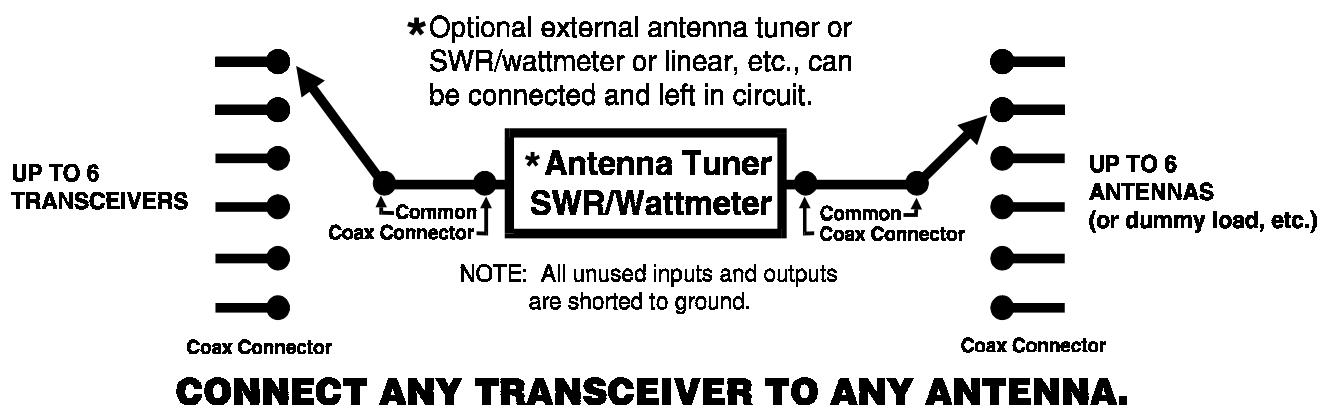 *Optional external antenna tuner or
SWR/wattmeter or linear, etc., can
be connected and left in circuit.
UP TO 6
TRANSCEIVERS
*Antenna Tuner
SWR/Wattmeter
UP TO 6
ANTENNAS
(or dummy load, etc.)
Common
Coax Connector
Common
Coax Connector
NOTE: All unused inputs and outputs
are shorted to ground.
Coax Connector
Coax Connector
CONNECT ANY TRANSCEIVER TO ANY ANTENNA.